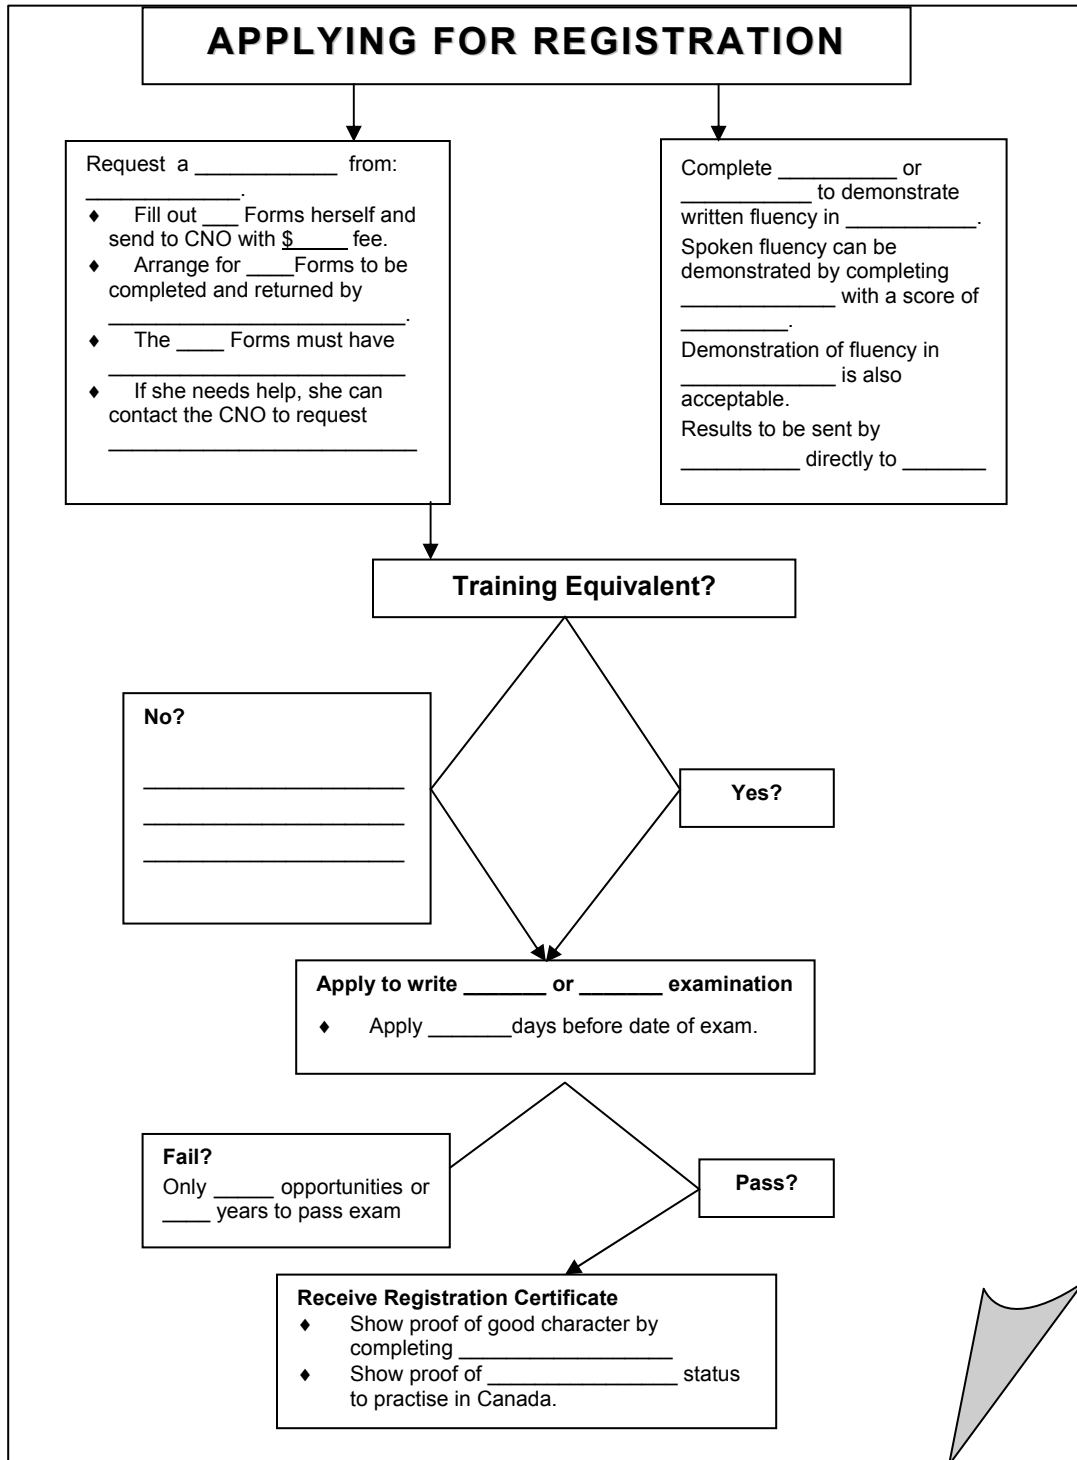 APPLYING FOR REGISTRATION
Request a _____________ from:
______________.
♦ Fill out ___ Forms herself and
send to CNO with $_____ fee.
♦ Arrange for ____Forms to be
completed and returned by
_________________________.
♦ The ____ Forms must have
_________________________
♦ If she needs help, she can
contact the CNO to request
__________________________
Complete __________ or
___________ to demonstrate
written fluency in ___________.
Spoken fluency can be
demonstrated by completing
_____________ with a score of
_________.
Demonstration of fluency in
_____________ is also
acceptable.
Results to be sent by
__________ directly to _______
Training Equivalent?
No?
______________________
______________________
______________________
Yes?
Apply to write _______ or _______ examination
♦ Apply _______days before date of exam.
Fail?
Only _____ opportunities or
____ years to pass exam
Pass?
Receive Registration Certificate
♦ Show proof of good character by
completing __________________
♦ Show proof of ________________ status
to practise in Canada.